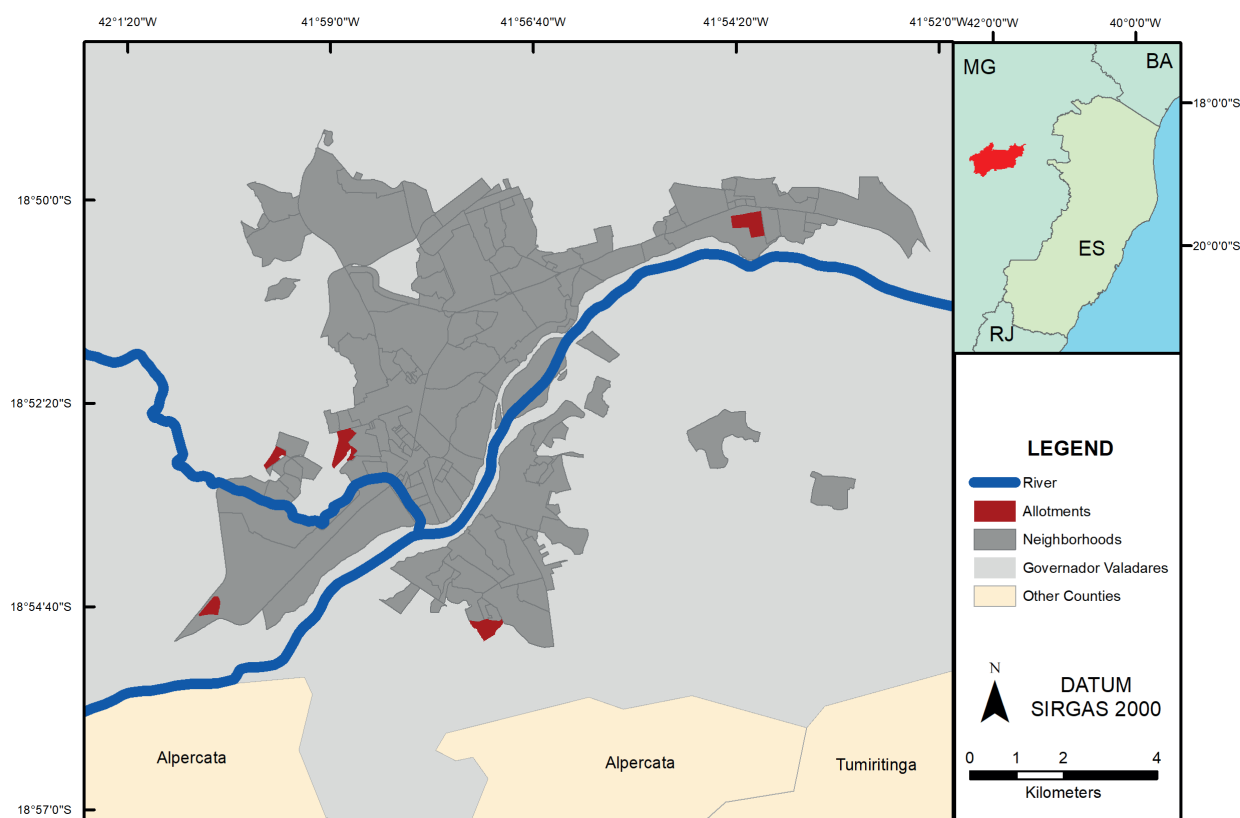 42°1'20"W
41°59'0"W
41°56'40"W
41°54'20"W
41°52'0"W
42°0'0"W
40°0'0"W
18°50'0"S
18°52'20"S
18°54'40"S
18°57'0"S
Alpercata
Alpercata
Tumiritinga
MG
BA
ES
RJ
18°0'0"S
20°0'0"S
LEGEND
River
Allotments
Neighborhoods
Governador Valadares
Other Counties
N
DATUM
SIRGAS 2000
0 1 2 4
Kilometers